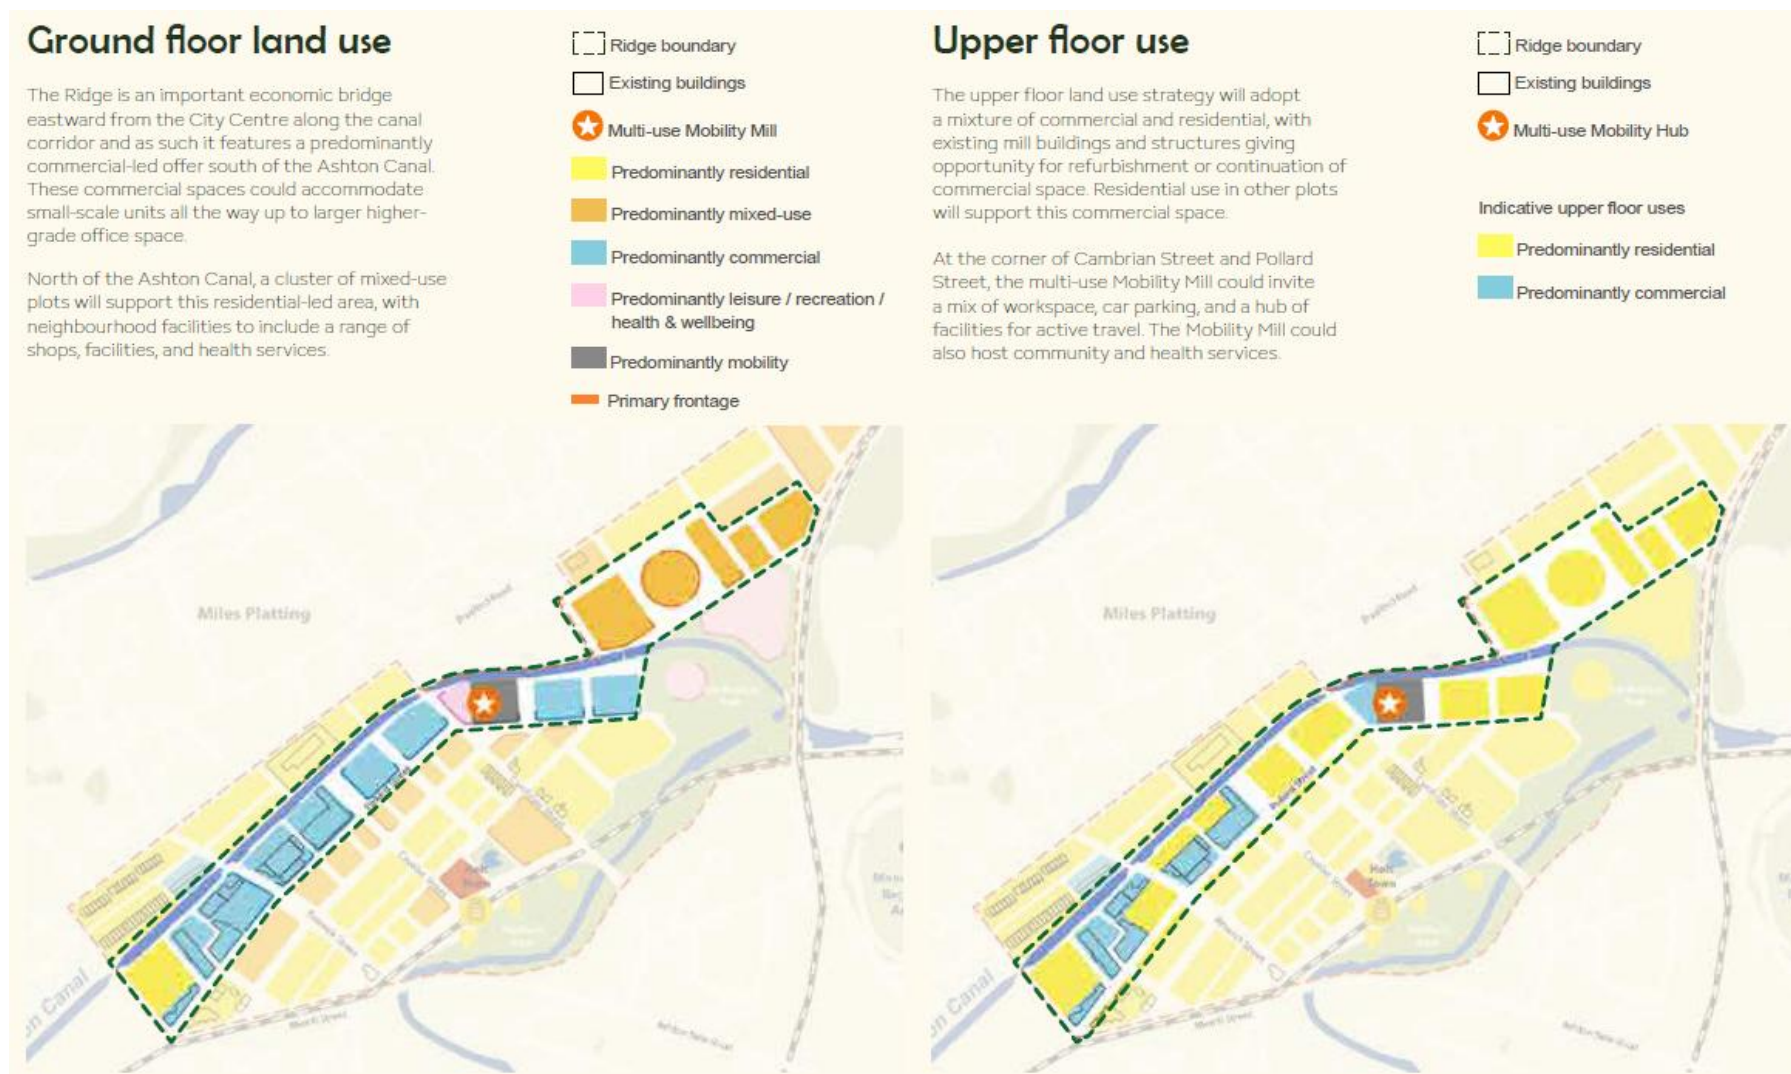 Ground floor land use
The Ridge is an important economic bridge
eastward from the City Centre along the canal
corridor and as such it features a predominantly
commercial-led offer south of the Ashton Canal.
These commercial spaces could accommodate
small-scale units all the way up to larger higher-
grade office space.
North of the Ashton Canal, a cluster of mixed-use
plots will support this residential-led area, with
neighbourhood facilities to include a range of
shops, facilities, and health services.
Ridge boundary
Existing buildings
Multi-use Mobility Mill
Predominantly residential
Predominantly mixed-use
Predominantly commercial
Predominantly leisure / recreation /
health & wellbeing
Predominantly mobility
Primary frontage
Miles Platting
on Canal
Upper floor use
The upper floor land use strategy will adopt
a mixture of commercial and residential, with
existing mill buildings and structures giving
opportunity for refurbishment or continuation of
commercial space. Residential use in other plots
will support this commercial space.
At the corner of Cambrian Street and Pollard
Street, the multi-use Mobility Mill could invite
a mix of workspace, car parking, and a hub of
facilities for active travel. The Mobility Mill could
also host community and health services.
Ridge boundary
Existing buildings
Multi-use Mobility Hub
Indicative upper floor uses
Predominantly residential
Predominantly commercial
Miles Platting
Pollard Street
Holt
Town
on Canal